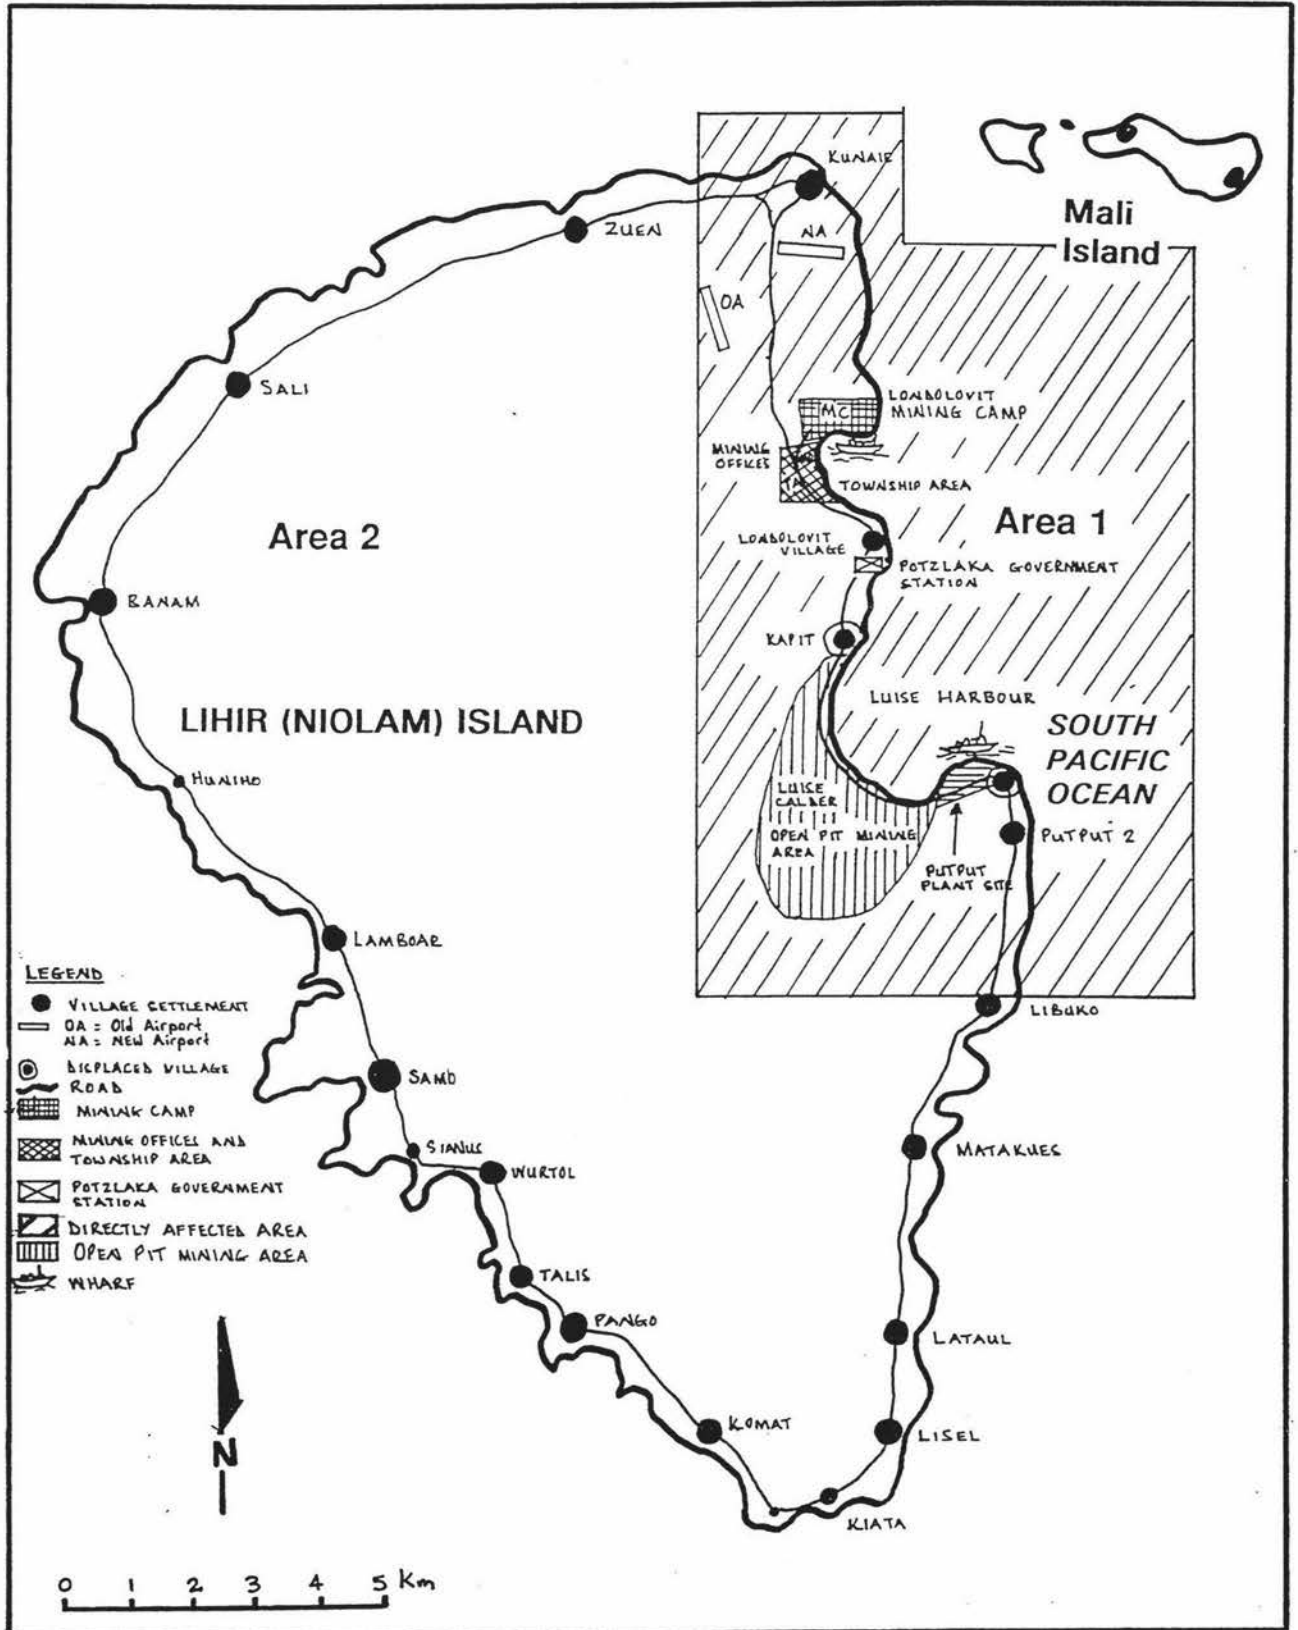 KUNAIE
ZUEN
NA
Mali
Island
OA
SALI
MC
LONDOLOVIT
MINING CAMP
MINING
OFFICES
TA
TOWNSHIP AREA
Area 2
Area 1
LONDOLOVIT
VILLAGE
POTZLAKA GOVERNMENT
STATION
BANAM
KAPIT
LUISE HARBOUR
LIHIR (NIOLAM) ISLAND
SOUTH
PACIFIC
OCEAN
HUNIHO
LUISE
CALDER
OPEN PIT MINING
AREA
PUTPUT 2
PUTPUT
PLANT SITE
LAMBOAR
LIBUKO
SAMO
SIANUS
WURTOL
MATAKUES
TALIS
PANGO
LATAUL
KOMAT
LISEL
KIATA
LEGEND
VILLAGE SETTLEMENT
OA = Old Airport
NA = NEW Airport
DISPLACED VILLAGE
ROAD
MINING CAMP
MINING OFFICES AND
TOWNSHIP AREA
POTZLAKA GOVERNMENT
STATION
DIRECTLY AFFECTED AREA
OPEN PIT MINING AREA
WHARF
N
0 1 2 3 4 5 Km